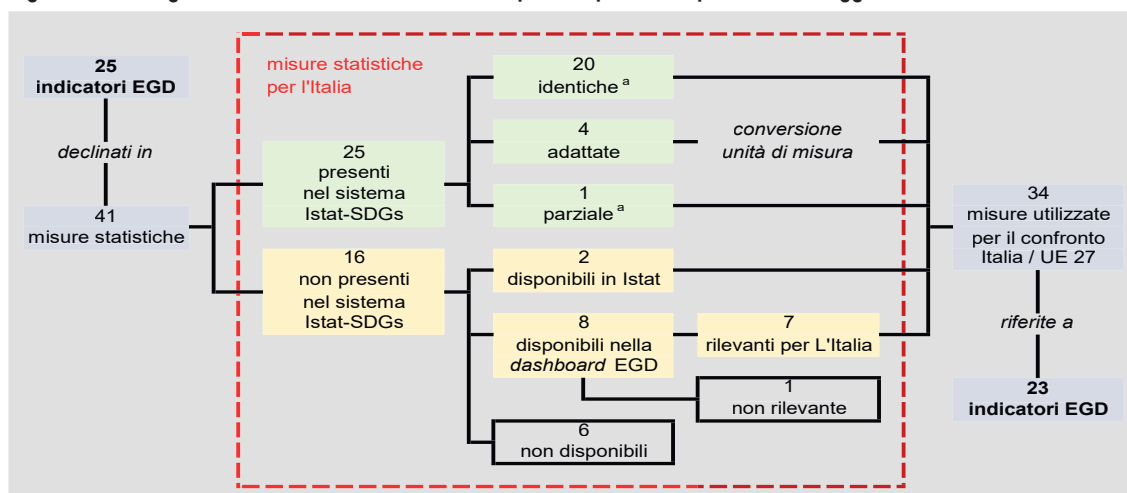 25
indicatori EGD
declinati in
41
misure statistiche
misure statistiche
per l'Italia
25
presenti
nel sistema
Istat-SDGs
16
non presenti
nel sistema
Istat-SDGs
20
identiche a
4
adattate
conversione
unità di misura
1
parziale a
2
disponibili in Istat
8
disponibili nella
dashboard EGD
7
rilevanti per L'Italia
1
non rilevante
6
non disponibili
34
misure utilizzate
per il confronto
Italia / UE 27
riferite a
23
indicatori EGD